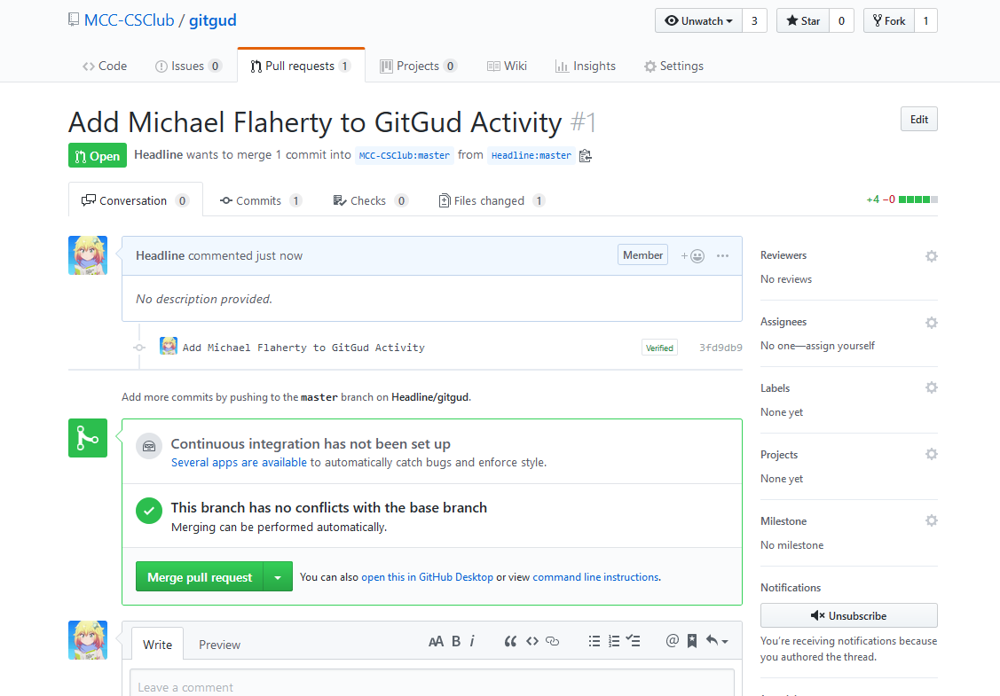 MCC-CSClub / gitgud
Unwatch 3 Star 0 Fork 1
Code Issues 0 Pull requests 1 Projects 0 Wiki Insights Settings
Add Michael Flaherty to GitGud Activity #1
Edit
Open Headline wants to merge 1 commit into MCC-CSClub:master from Headline:master
Conversation 0 Commits 1 Checks 0 Files changed 1 +4 −0
Headline commented just now Member
No description provided.
Add Michael Flaherty to GitGud Activity Verified 3fd9db9
Add more commits by pushing to the master branch on Headline/gitgud.
Continuous integration has not been set up
Several apps are available to automatically catch bugs and enforce style.
This branch has no conflicts with the base branch
Merging can be performed automatically.
Merge pull request You can also open this in GitHub Desktop or view command line instructions.
Write Preview
Leave a comment
Reviewers
No reviews
Assignees
No one—assign yourself
Labels
None yet
Projects
None yet
Milestone
No milestone
Notifications
Unsubscribe
You're receiving notifications because
you authored the thread.